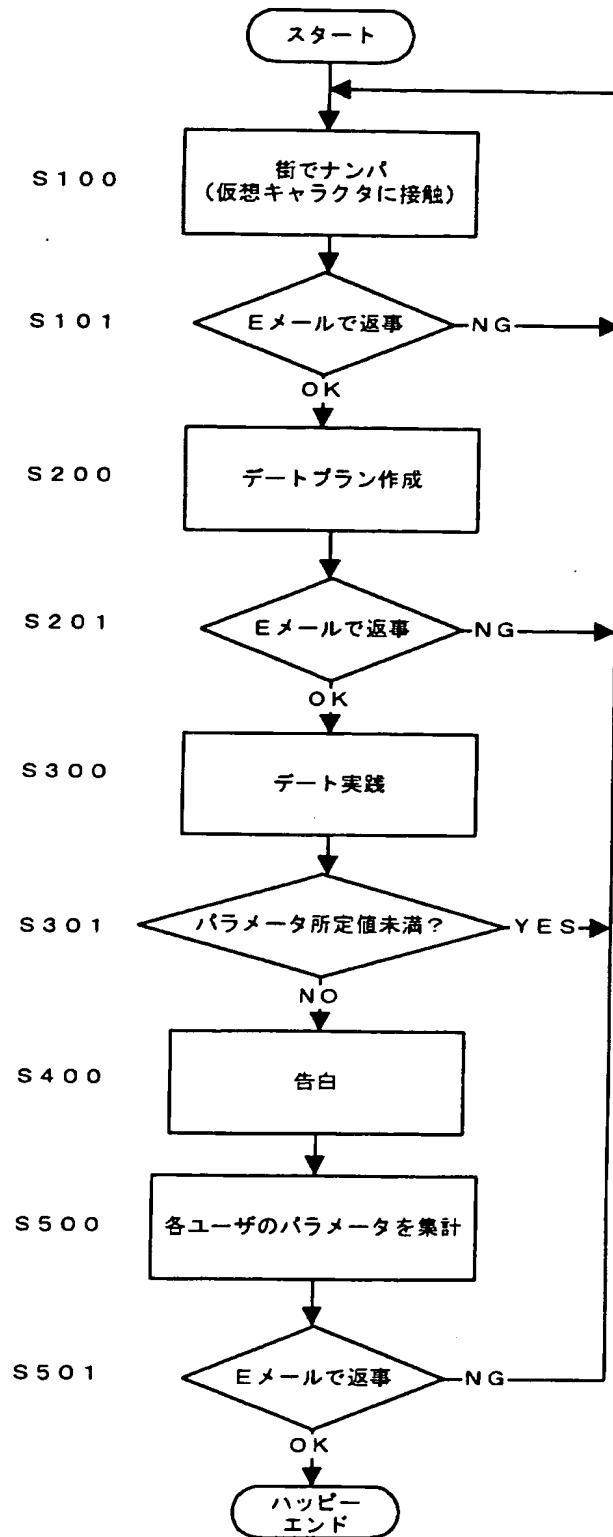 スタート
S100
街でナンパ
(仮想キャラクタに接触)
S101
Eメールで返事
NG
OK
S200
デートプラン作成
S201
Eメールで返事
NG
OK
S300
デート実践
S301
パラメータ所定値未満?
YES
NO
S400
告白
S500
各ユーザのパラメータを集計
S501
Eメールで返事
NG
OK
ハッピー
エンド